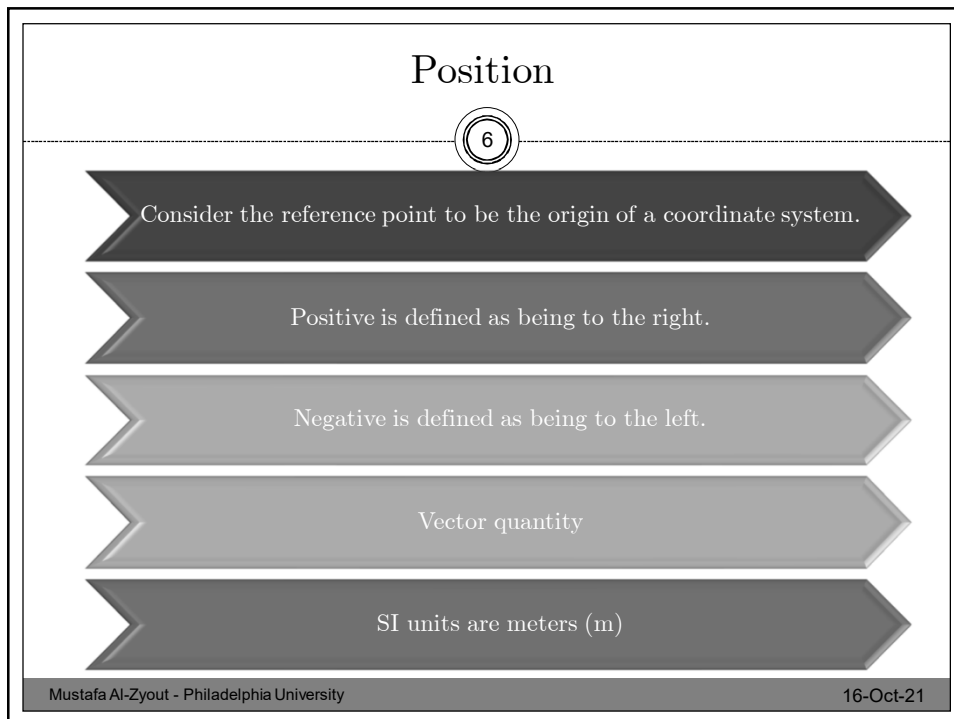 Position
6
Consider the reference point to be the origin of a coordinate system.
Positive is defined as being to the right.
Negative is defined as being to the left.
Vector quantity
SI units are meters (m)
Mustafa Al-Zyout - Philadelphia University
16-Oct-21